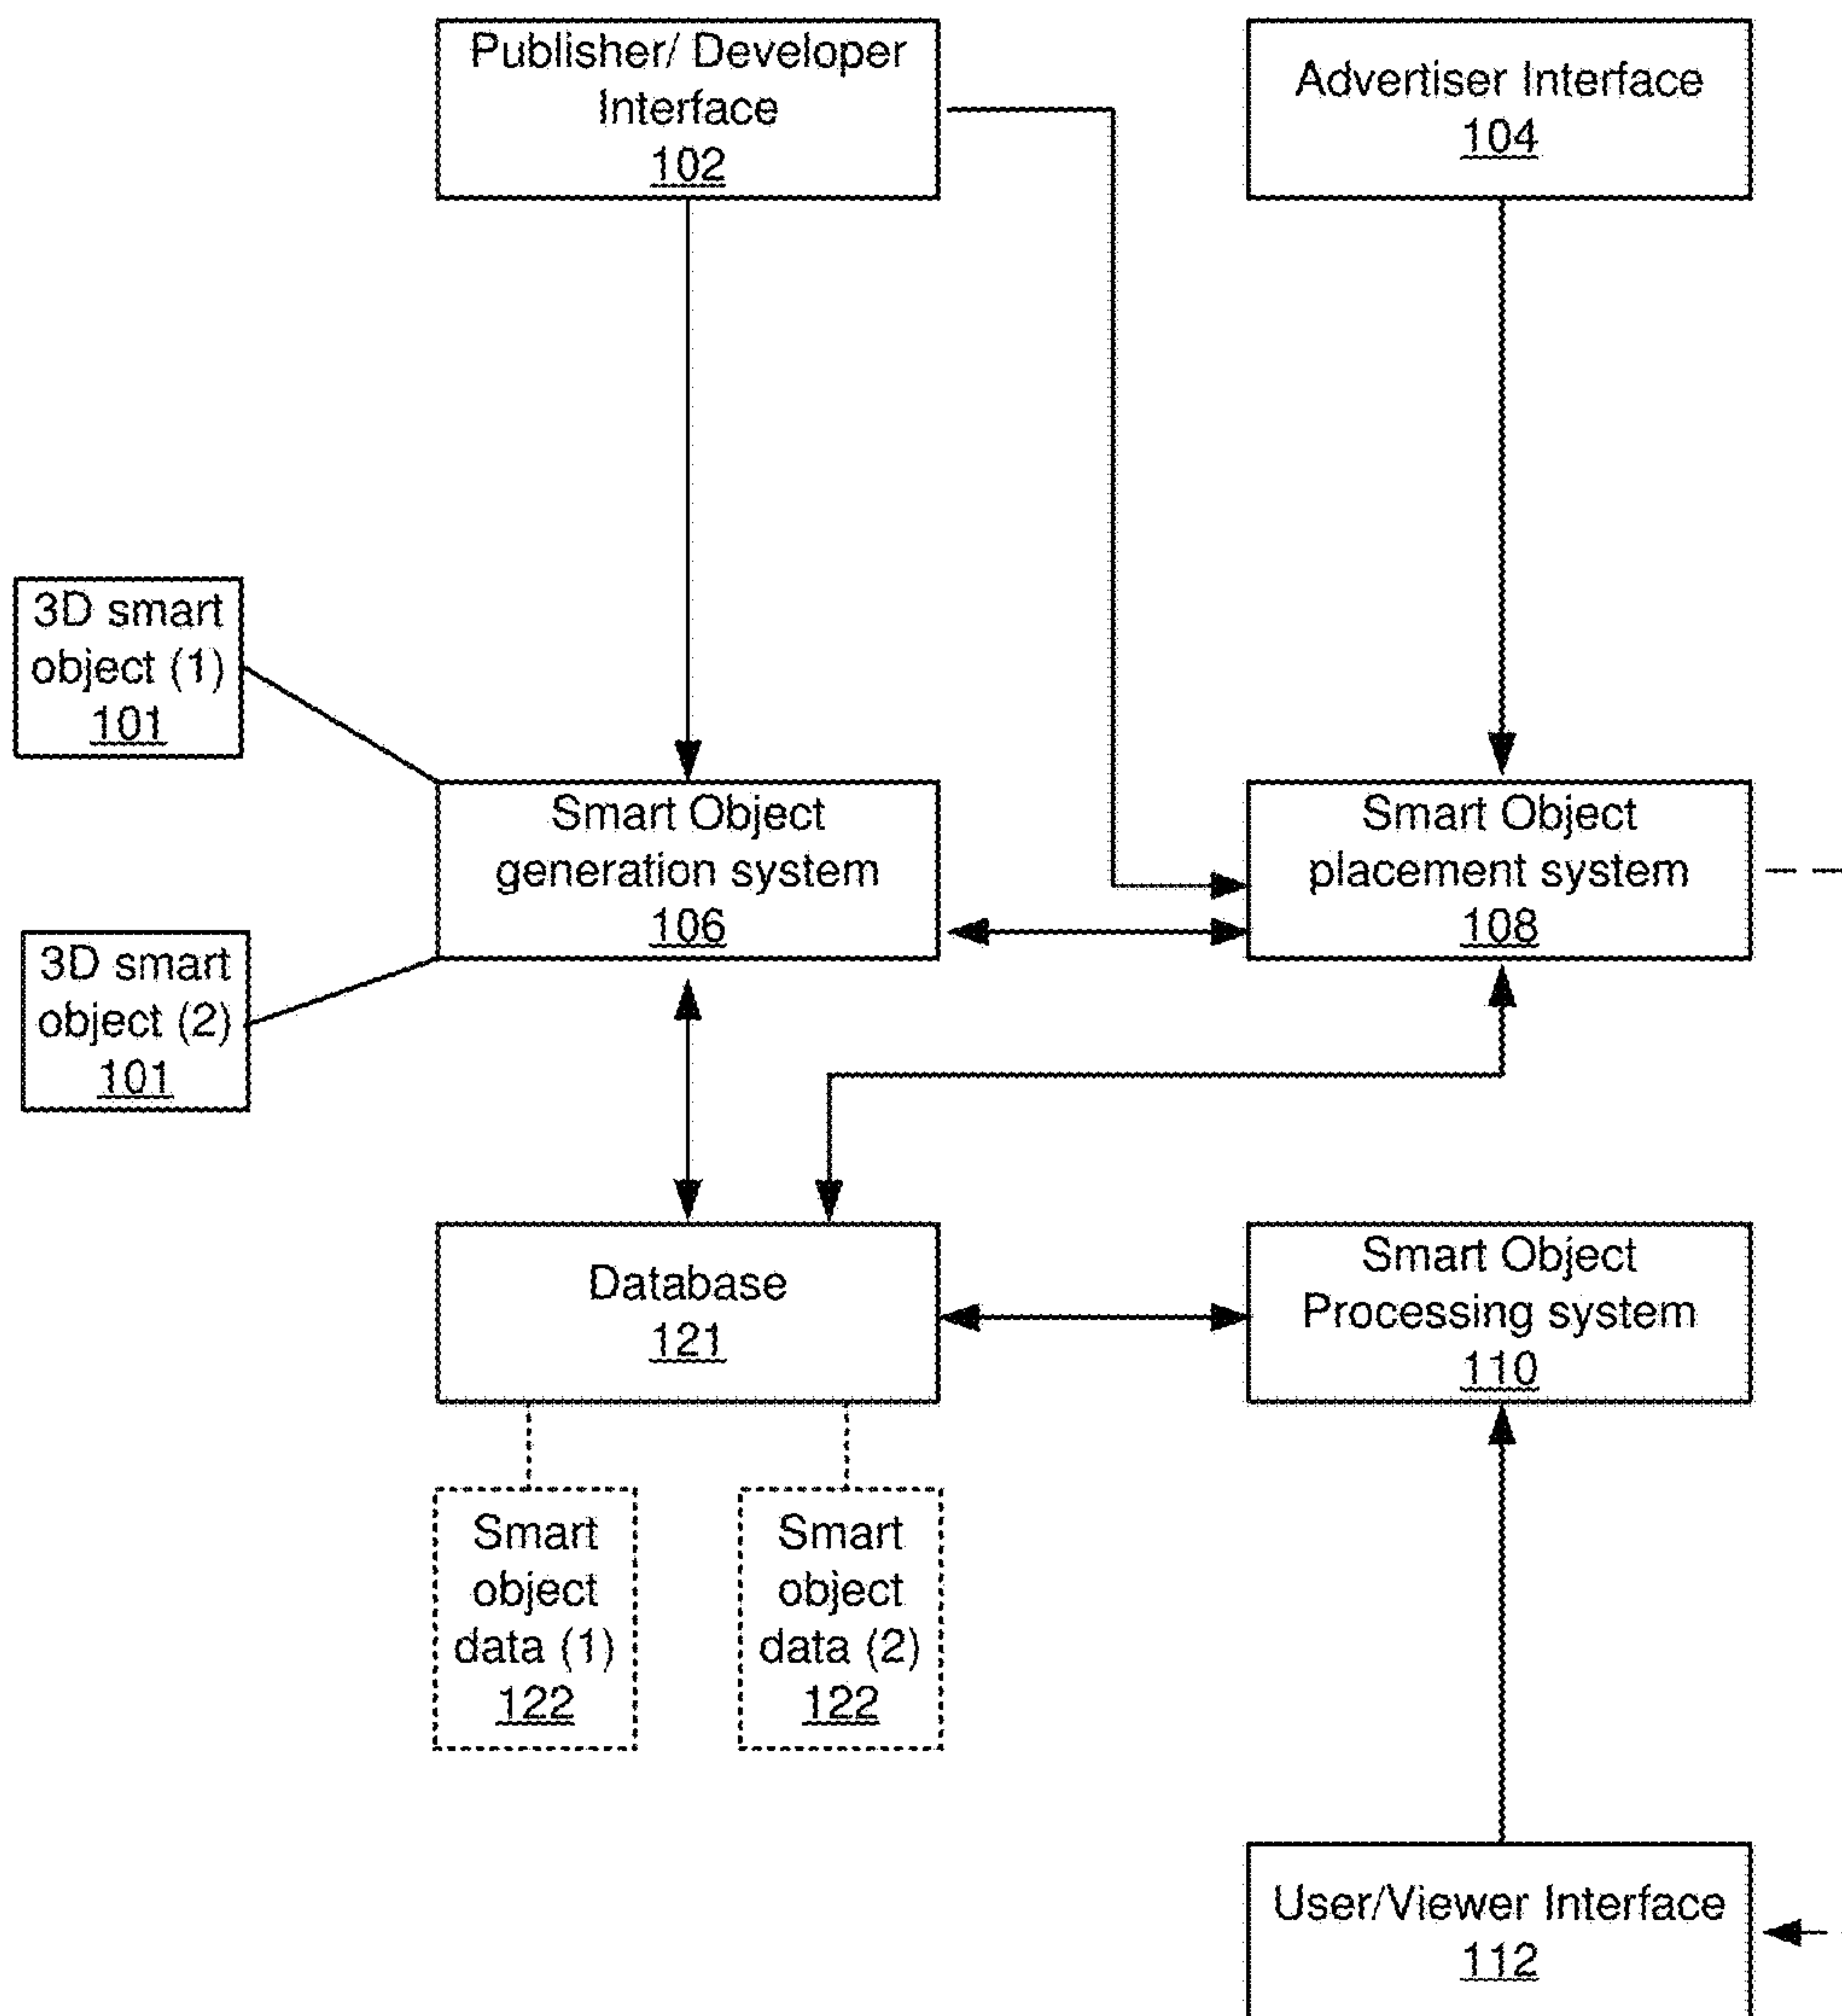 Publisher/ Developer
Interface
102
Advertiser Interface
104
3D smart
object (1)
101
Smart Object
generation system
106
Smart Object
placement system
108
3D smart
object (2)
101
Database
121
Smart Object
Processing system
110
Smart
object
data (1)
122
Smart
object
data (2)
122
User/Viewer Interface
112